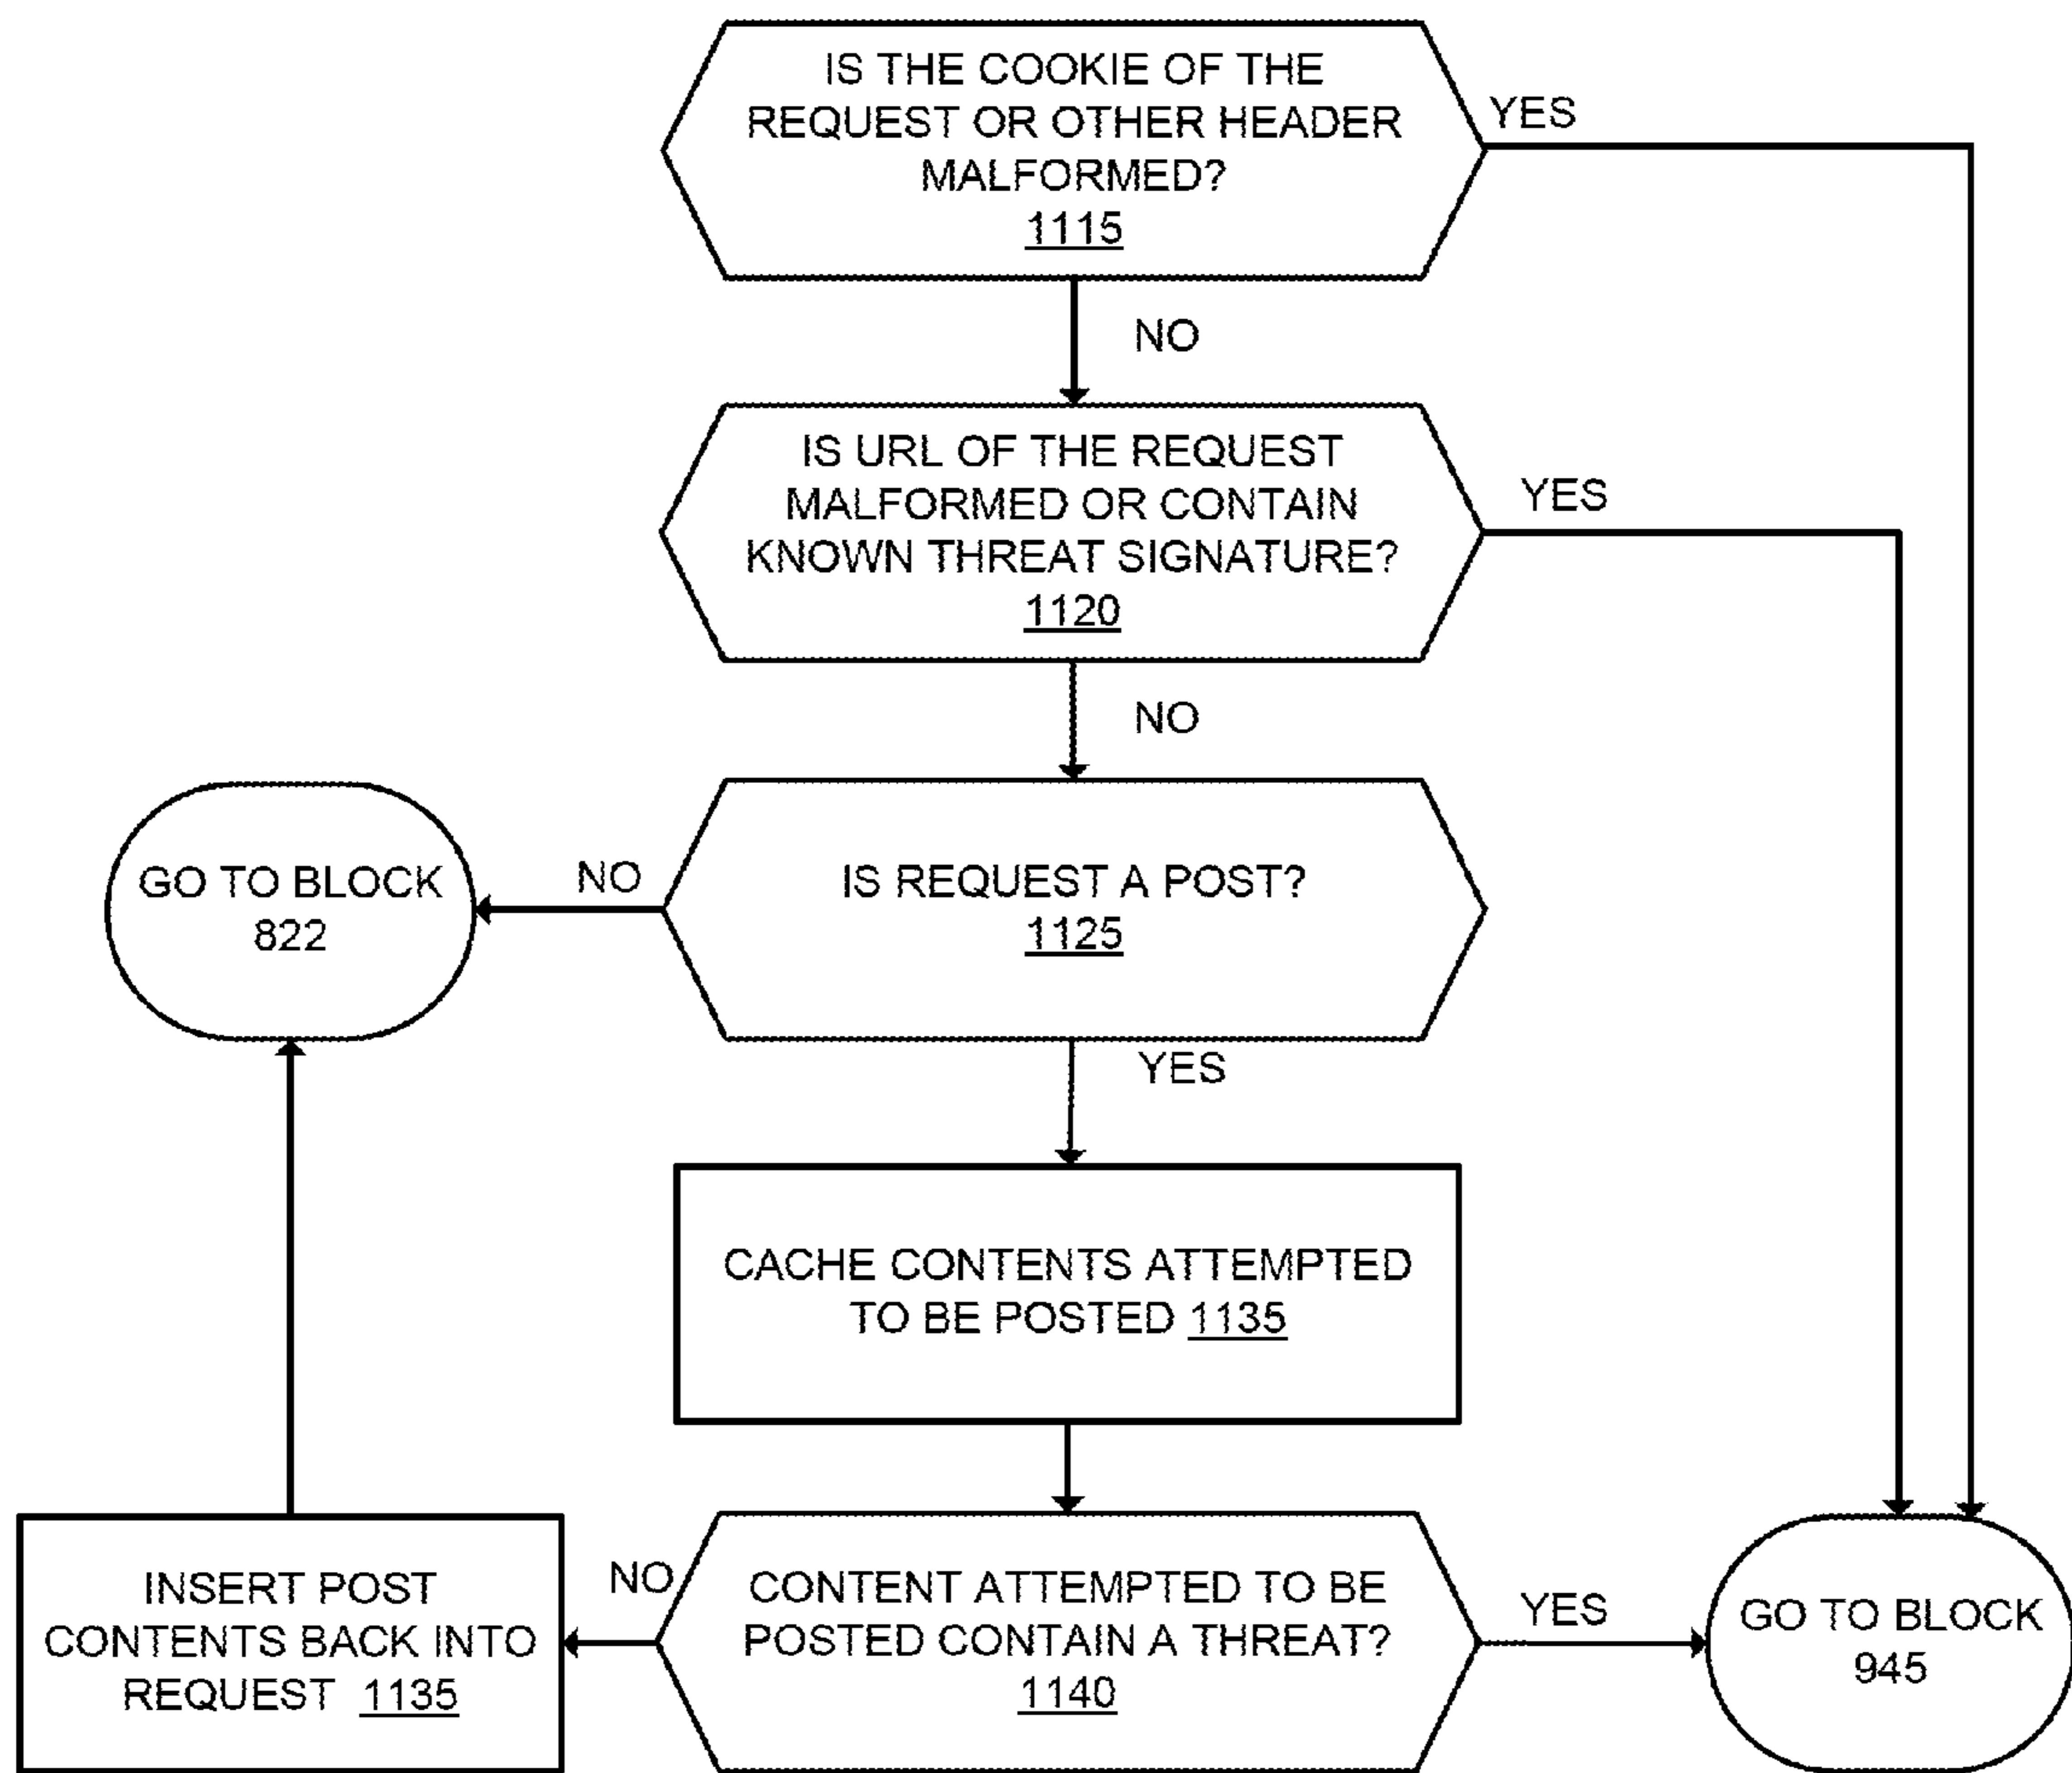 IS THE COOKIE OF THE
REQUEST OR OTHER HEADER
MALFORMED?
1115
YES
NO
IS URL OF THE REQUEST
MALFORMED OR CONTAIN
KNOWN THREAT SIGNATURE?
1120
YES
NO
GO TO BLOCK
822
NO
IS REQUEST A POST?
1125
YES
CACHE CONTENTS ATTEMPTED
TO BE POSTED 1135
INSERT POST
CONTENTS BACK INTO
REQUEST 1135
NO
CONTENT ATTEMPTED TO BE
POSTED CONTAIN A THREAT?
1140
YES
GO TO BLOCK
945